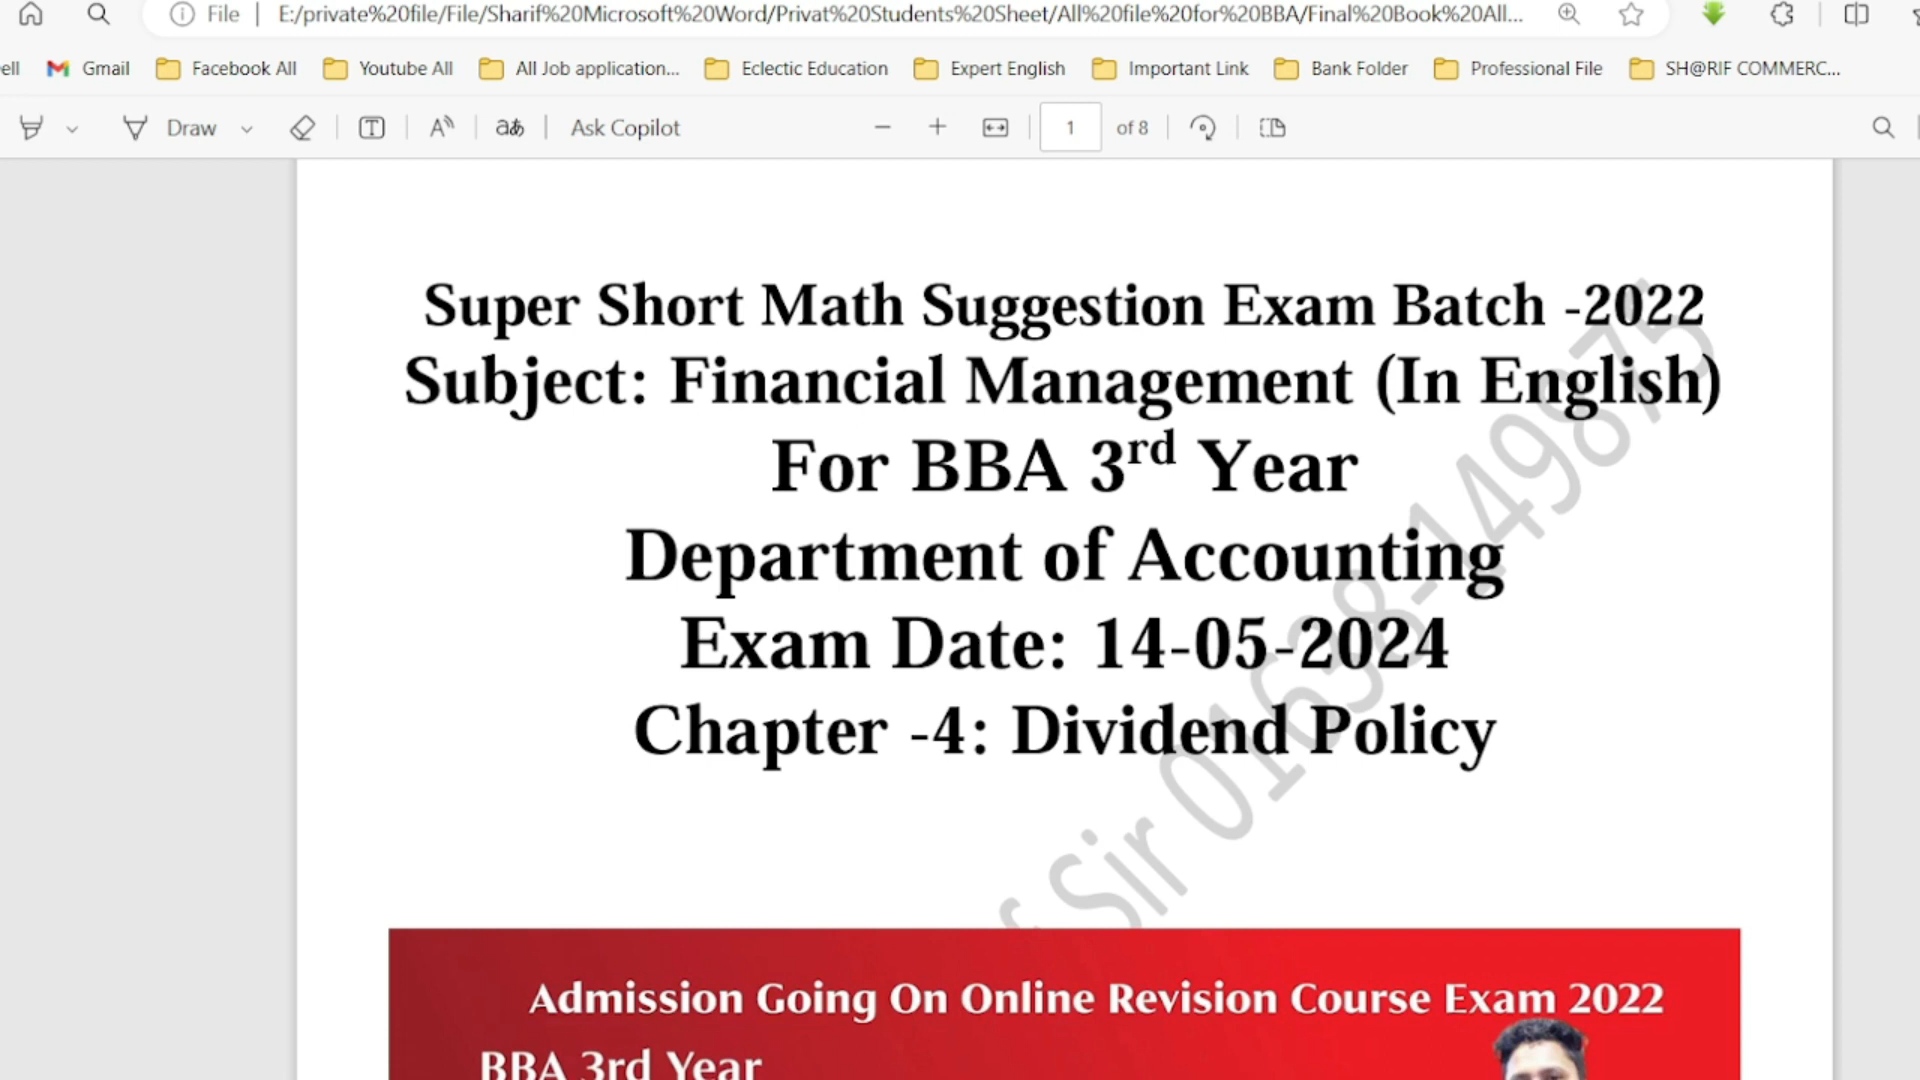 File E:/private%20file/File/Sharif%20Microsoft%20Word/Privat%20Students%20Sheet/All%20file%20for%20BBA/Final%20Book%20All...
ell Gmail Facebook All Youtube All All Job application... Eclectic Education Expert English Important Link Bank Folder Professional File SH@RIF COMMERC...
Draw Ask Copilot 1 of 8
Super Short Math Suggestion Exam Batch -2022
Subject: Financial Management (In English)
For BBA 3rd Year
Department of Accounting
Exam Date: 14-05-2024
Chapter -4: Dividend Policy
Sir 01638-149875
Admission Going On Online Revision Course Exam 2022
BBA 3rd Year